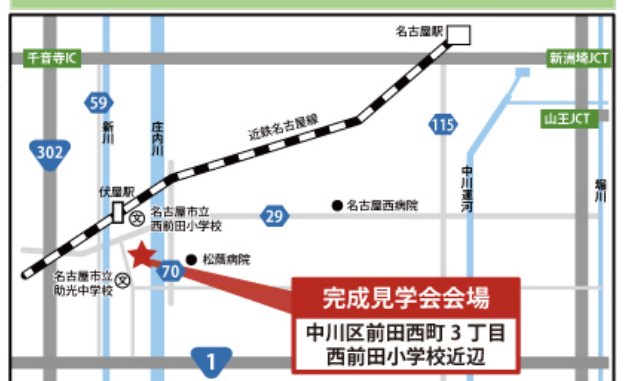 名古屋駅
千音寺IC
新洲埼JCT
59
新川
庄内川
近鉄名古屋線
115
山王JCT
302
伏屋駅
中川運河
堀川
文
名古屋市立
西前田小学校
29
名古屋西病院
松蔭病院
名古屋市立
助光中学校
文
70
完成見学会会場
中川区前田西町3丁目
西前田小学校近辺
1